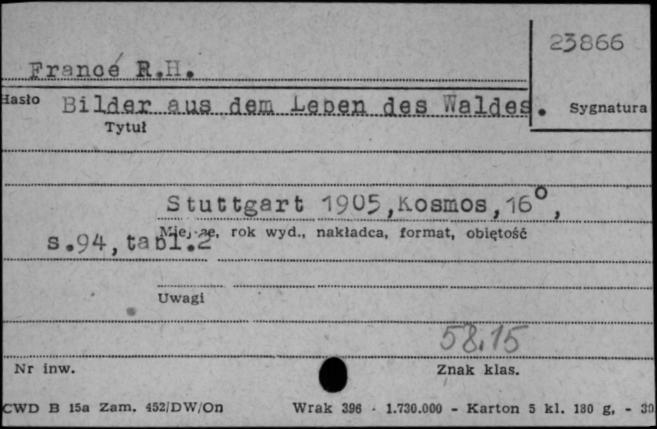 23866
Francé R.H.
Hasło Bilder aus dem Leben des Waldes. Sygnatura
Tytuł
Stuttgart 1905,Kosmos,16°,
Miejsce, rok wyd., nakładca, format, objętość
s.94,tabl.2
Uwagi
58.15
Nr inw. Znak klas.
CWD B 15a Zam. 452/DW/On Wrak 396 - 1.730.000 - Karton 5 kl. 180 g, - 30